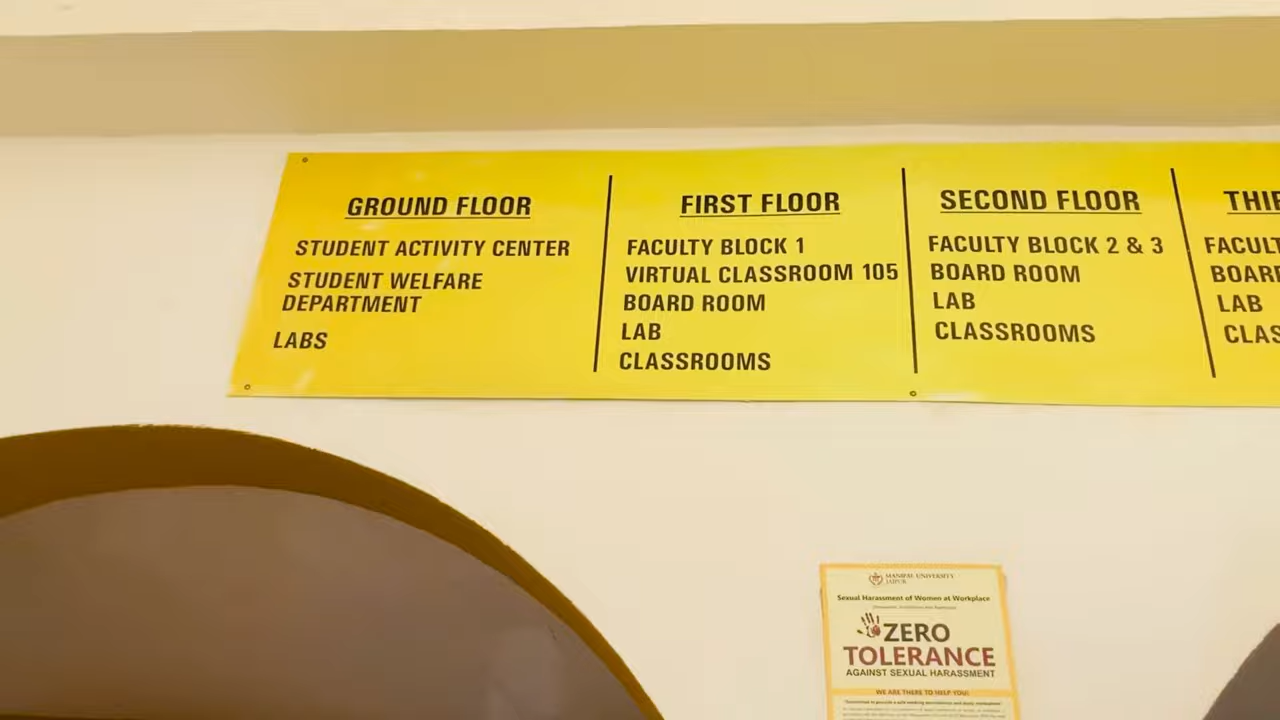 GROUND FLOOR
STUDENT ACTIVITY CENTER
STUDENT WELFARE
DEPARTMENT
LABS
FIRST FLOOR
FACULTY BLOCK 1
VIRTUAL CLASSROOM 105
BOARD ROOM
LAB
CLASSROOMS
SECOND FLOOR
FACULTY BLOCK 2 & 3
BOARD ROOM
LAB
CLASSROOMS
THI
FACULT
BOAR
LAB
CLAS
MANIPAL UNIVERSITY
JAIPUR
Sexual Harassment of Women at Workplace
ZERO
TOLERANCE
AGAINST SEXUAL HARASSMENT
WE ARE THERE TO HELP YOU!